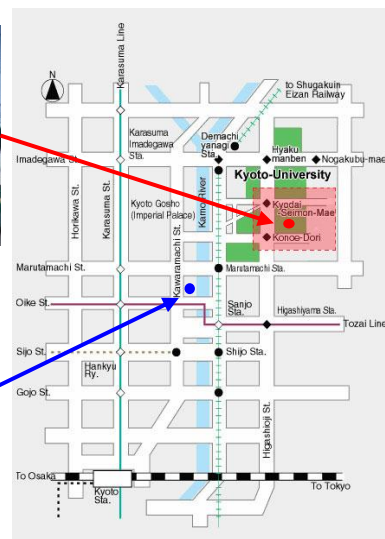 Karasuma Line
N
to Shugakuin
Eizan Railway
Karasuma
Imadegawa
Sta.
Demachi
yanagi
Sta.
Hyaku
manben
Imadegawa St.
Nogakubu-mae
Kyoto-University
Horikawa St.
Karasuma St.
Kyoto Gosho
(Imperial Palace)
Kawaramachi St.
Kamo River
Kyodai
-Seimon-Mae
Konoe-Dori
Marutamachi St.
Marutamachi Sta.
Oike St.
Sanjo
Sta.
Higashiyama Sta.
Tozai Line
Sijo St.
Hankyu
Ry.
Shijo Sta.
Gojo St.
Higashioji St.
To Osaka
Kyoto
Sta.
To Tokyo